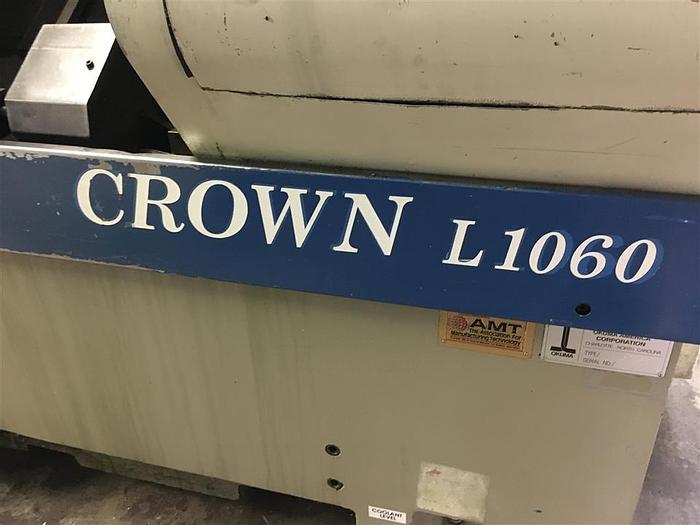 CROWN L1060
AMT
The Association For
Manufacturing Technology
OKUMA
OKUMA AMERICA
CORPORATION
CHARLOTTE, NORTH CAROLINA
TYPE/
SERIAL NO./
COOLANT
LEVEL